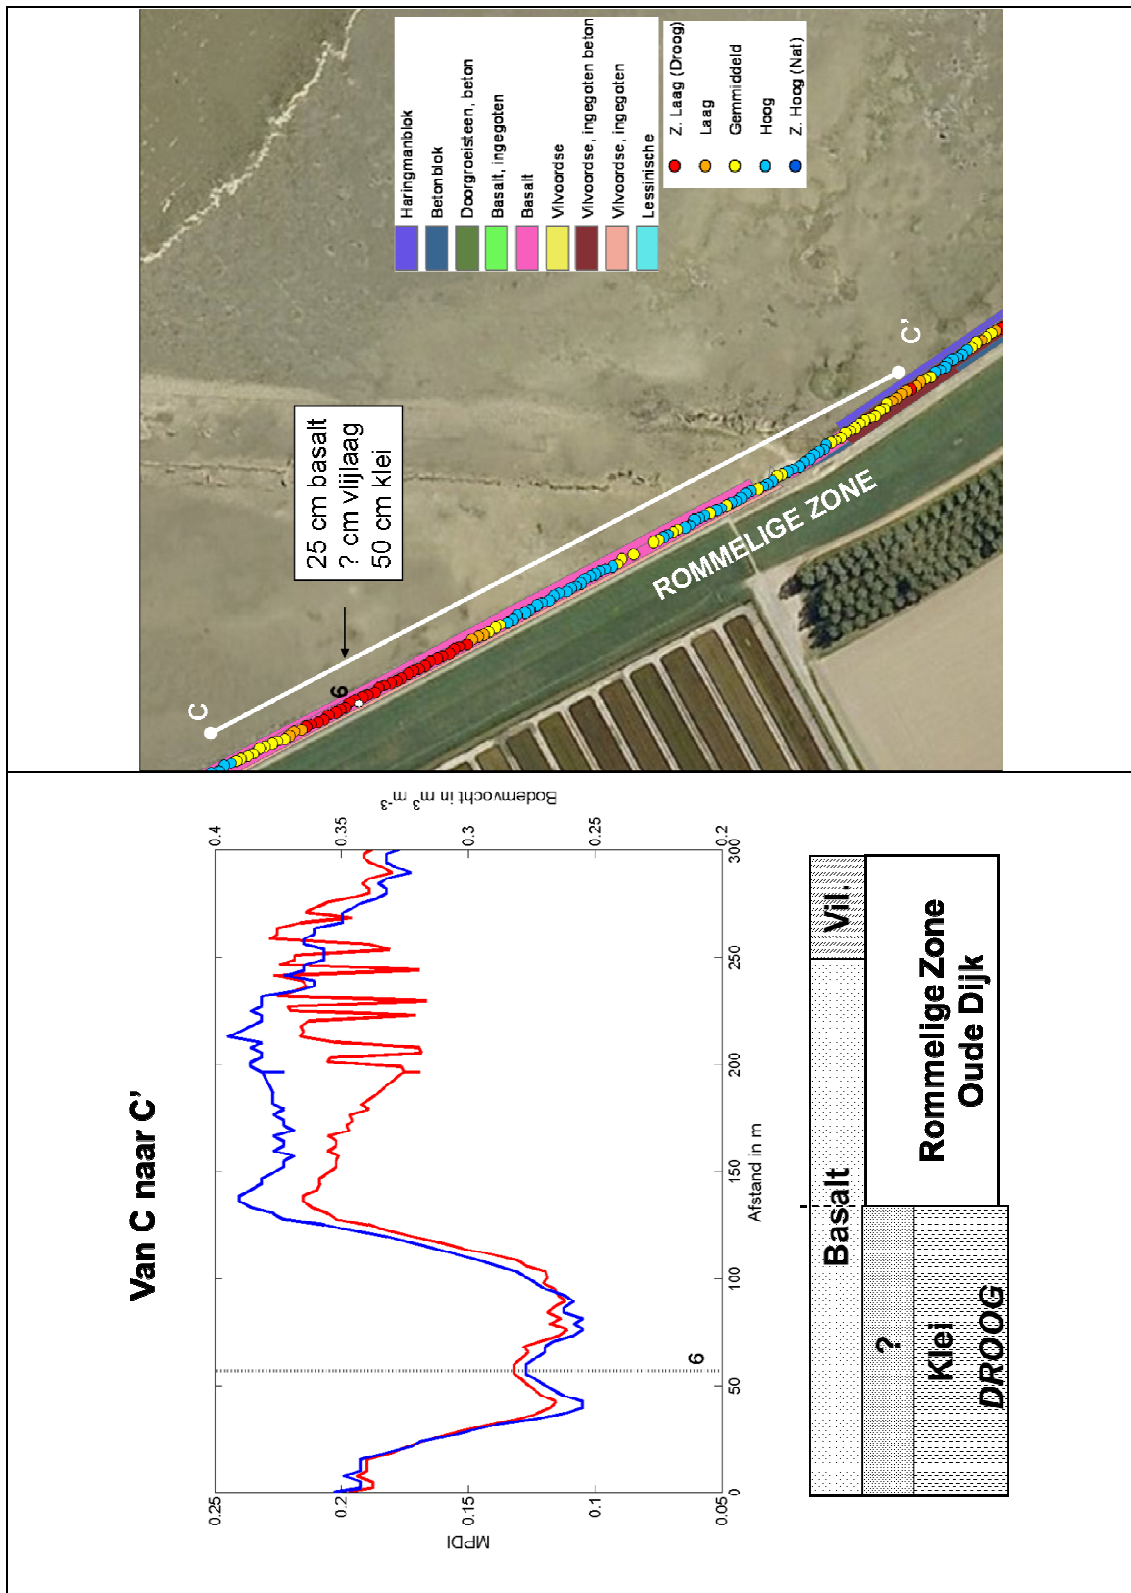 Haringmanblok
Betonblok
Doorgroeisteen, beton
Basalt, ingegoten
Basalt
Vilvoordse
Vilvoordse, ingegoten beton
Vilvoordse, ingegoten
Lessinische
Z. Laag (Droog)
Laag
Gemmiddeld
Hoog
Z. Hoog (Nat)
25 cm basalt
? cm vlijlaag
50 cm klei
C
6
C'
ROMMELIGE ZONE
Van C naar C'
0.25
0.2
0.15
0.1
0.05
MPDI
0.4
0.35
0.3
0.25
0.2
Bodemvocht in m³ m⁻³
0
50
100
150
200
250
300
Afstand in m
6
Basalt
Vil.
?
Klei
DROOG
Rommelige Zone
Oude Dijk